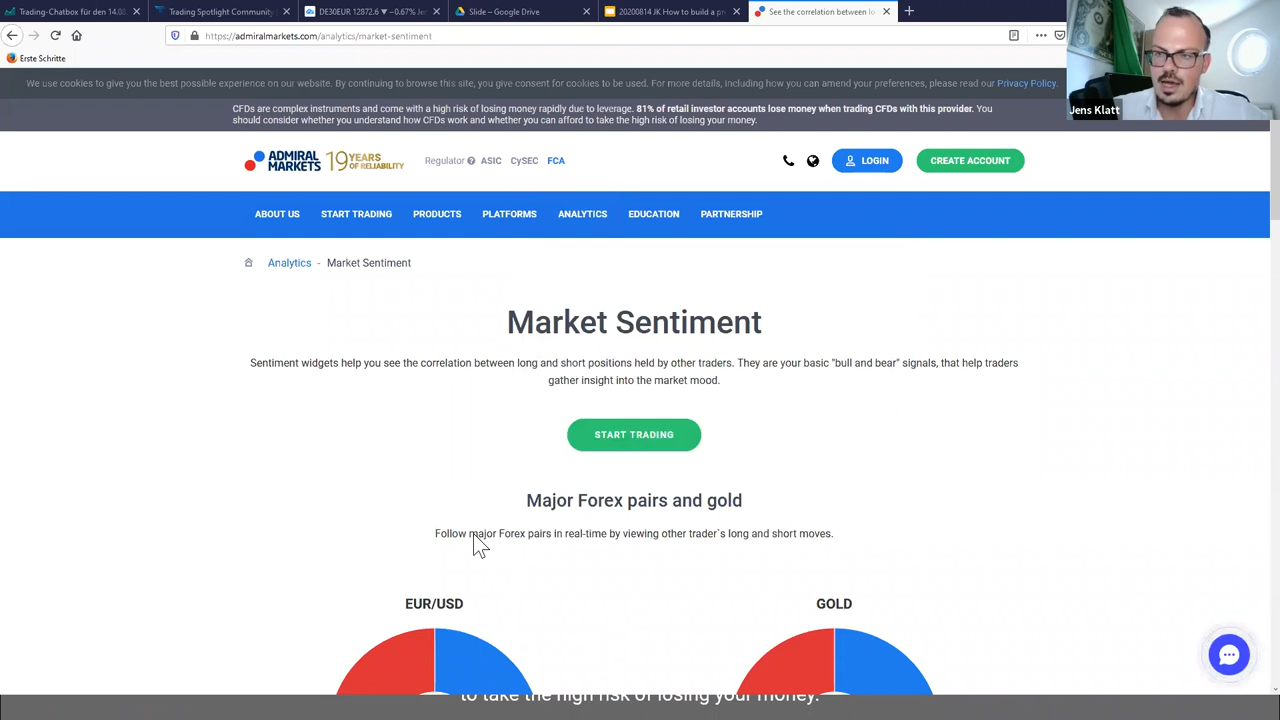 Trading-Chatbox für den 14.08.
Trading Spotlight Community
DE30EUR 12872.6 ▼ −0.67%
Slide – Google Drive
20200814 JK How to build a pr
See the correlation between lo
https://admiralmarkets.com/analytics/market-sentiment
Erste Schritte
We use cookies to give you the best possible experience on our website. By continuing to browse this site, you give consent for cookies to be used. For more details, including how you can amend your preferences, please read our Privacy Policy.
Jens Klatt
CFDs are complex instruments and come with a high risk of losing money rapidly due to leverage. 81% of retail investor accounts lose money when trading CFDs with this provider. You
should consider whether you understand how CFDs work and whether you can afford to take the high risk of losing your money.
ADMIRAL MARKETS 19 YEARS OF RELIABILITY
Regulator ASIC CySEC FCA
LOGIN
CREATE ACCOUNT
ABOUT US START TRADING PRODUCTS PLATFORMS ANALYTICS EDUCATION PARTNERSHIP
Analytics - Market Sentiment
Market Sentiment
Sentiment widgets help you see the correlation between long and short positions held by other traders. They are your basic "bull and bear" signals, that help traders
gather insight into the market mood.
START TRADING
Major Forex pairs and gold
Follow major Forex pairs in real-time by viewing other trader`s long and short moves.
EUR/USD
GOLD
to take the high risk of losing your money.